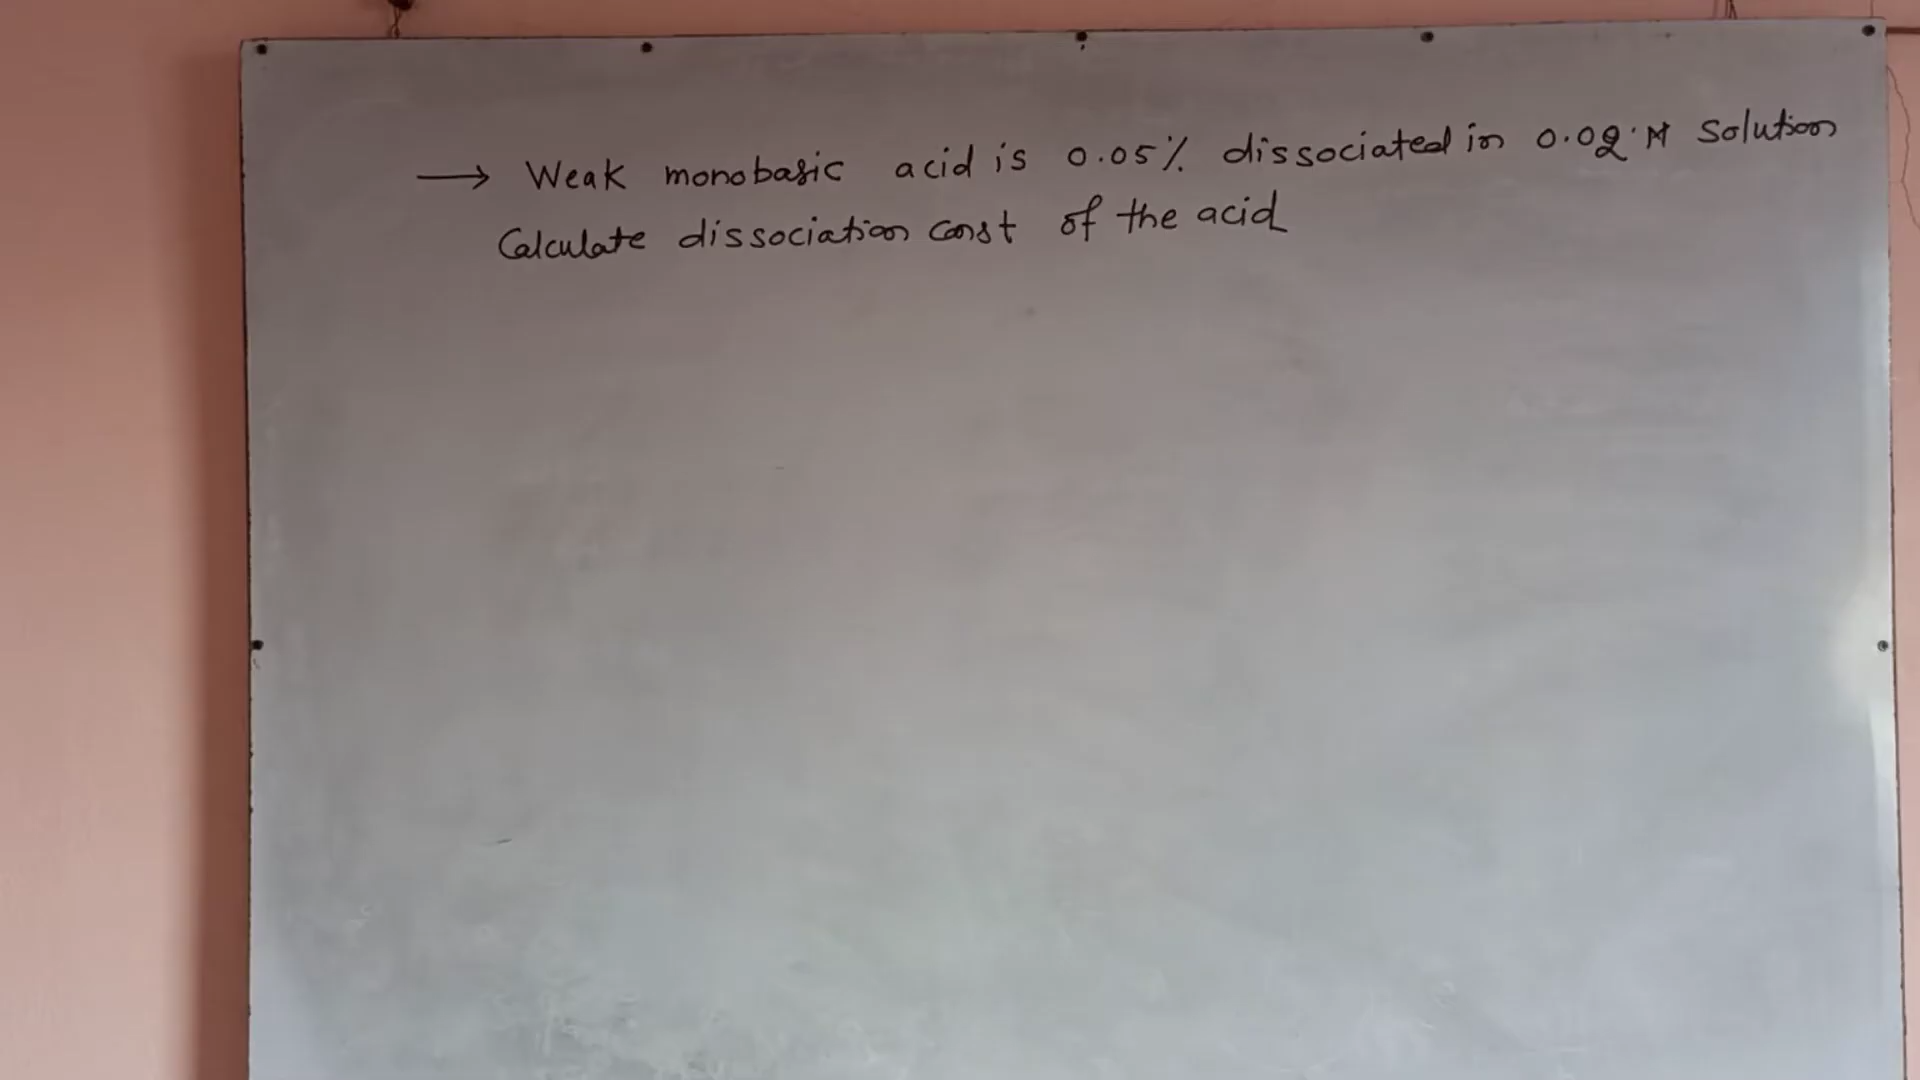 → Weak monobasic acid is 0.05% dissociated in 0.02 M solution
Calculate dissociation const of the acid